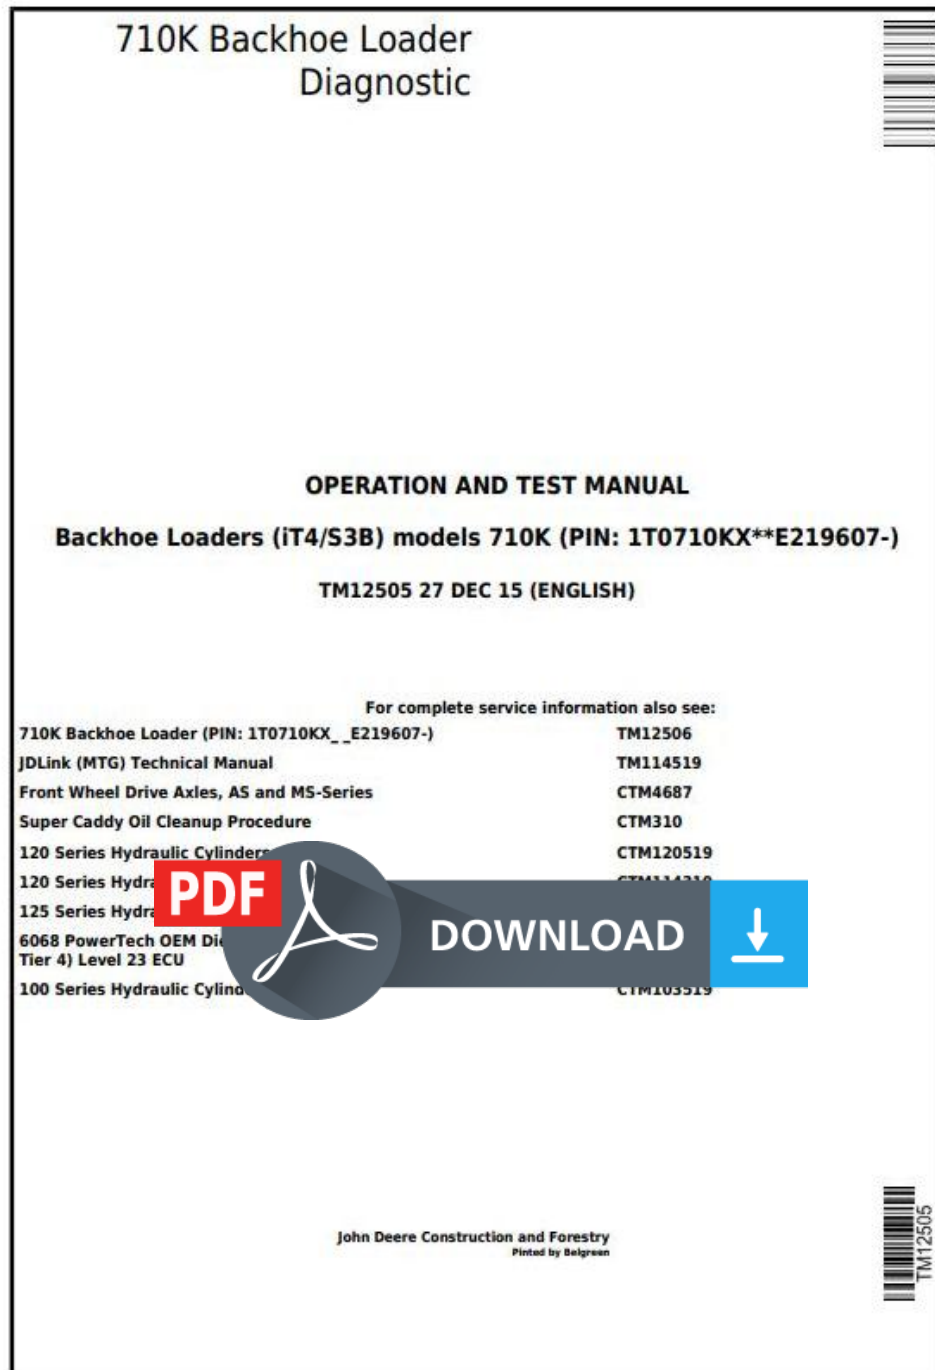 710K Backhoe Loader
Diagnostic
OPERATION AND TEST MANUAL
Backhoe Loaders (iT4/S3B) models 710K (PIN: 1T0710KX**E219607-)
TM12505 27 DEC 15 (ENGLISH)
For complete service information also see:
710K Backhoe Loader (PIN: 1T0710KX_ _E219607-) TM12506
JDLink (MTG) Technical Manual TM114519
Front Wheel Drive Axles, AS and MS-Series CTM4687
Super Caddy Oil Cleanup Procedure CTM310
120 Series Hydraulic Cylinders CTM120519
120 Series
125 Series
PDF
DOWNLOAD
6068 PowerTech OEM
Tier 4) Level 23 ECU
100 Series Hydraulic CTM103519
John Deere Construction and Forestry
Pinted by Belgreen
TM12505